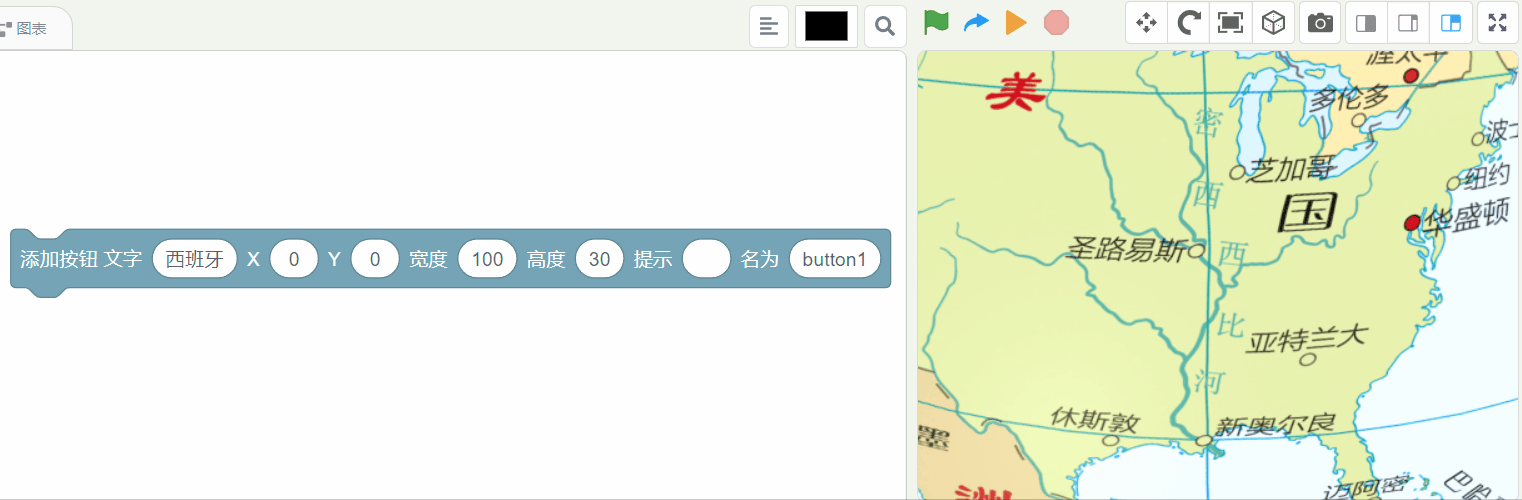 图表
添加按钮 文字 西班牙 X 0 Y 0 宽度 100 高度 30 提示 名为 button1
渥太华
美
多伦多
密
波士
芝加哥
纽约
西
国
华盛顿
圣路易斯
西
比
亚特兰大
河
休斯敦
新奥尔良
墨
洲
迈阿密
巴哈